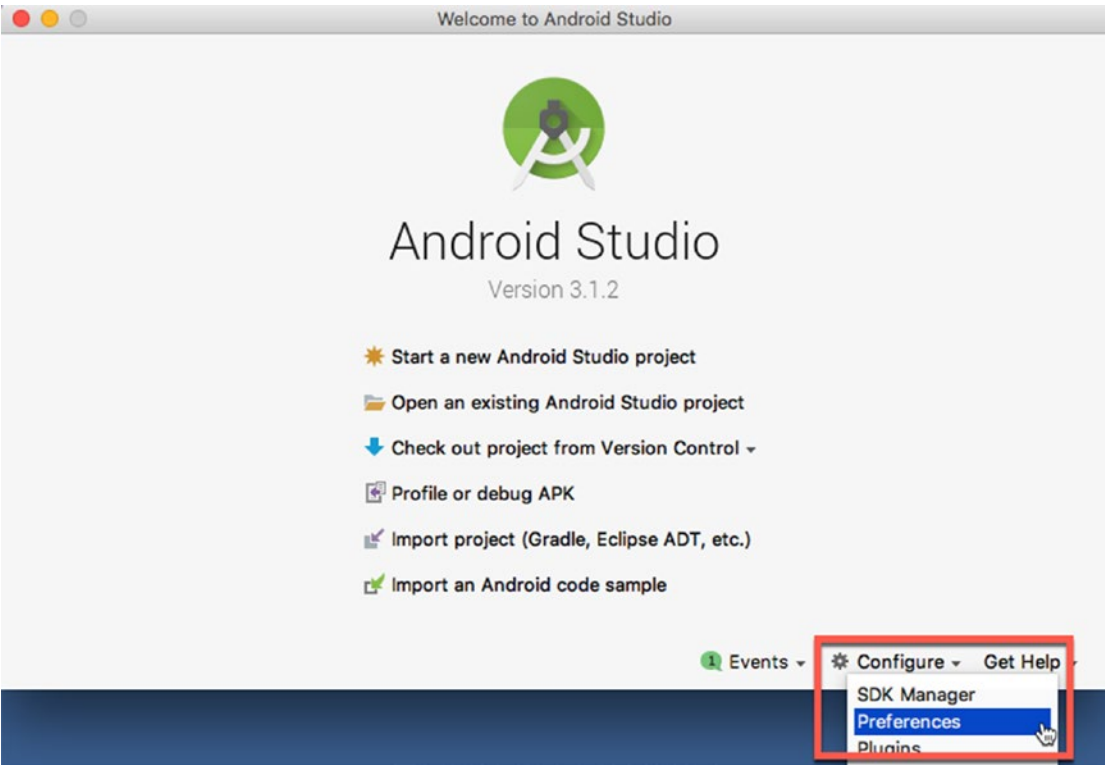 Welcome to Android Studio
Android Studio
Version 3.1.2
Start a new Android Studio project
Open an existing Android Studio project
Check out project from Version Control
Profile or debug APK
Import project (Gradle, Eclipse ADT, etc.)
Import an Android code sample
1 Events Configure Get Help
SDK Manager
Preferences
Plugins